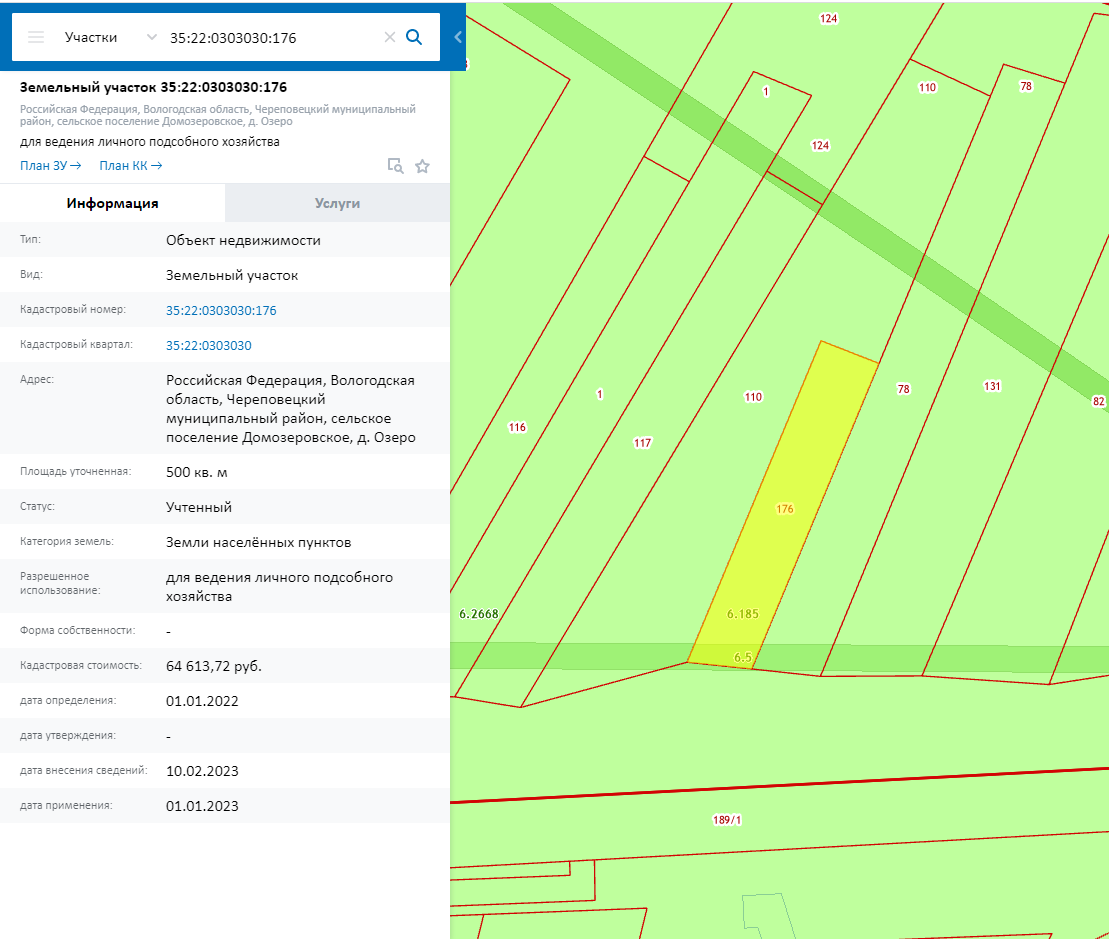 Участки
35:22:0303030:176
Земельный участок 35:22:0303030:176
Российская Федерация, Вологодская область, Череповецкий муниципальный
район, сельское поселение Домозеровское, д. Озеро
для ведения личного подсобного хозяйства
План ЗУ→
План КК→
Информация
Услуги
Тип:
Объект недвижимости
Вид:
Земельный участок
Кадастровый номер:
35:22:0303030:176
Кадастровый квартал:
35:22:0303030
Адрес:
Российская Федерация, Вологодская
область, Череповецкий
муниципальный район, сельское
поселение Домозеровское, д. Озеро
Площадь уточненная:
500 кв. м
Статус:
Учтенный
Категория земель:
Земли населённых пунктов
Разрешенное
использование:
для ведения личного подсобного
хозяйства
Форма собственности:
-
Кадастровая стоимость:
64 613,72 руб.
дата определения:
01.01.2022
дата утверждения:
-
дата внесения сведений:
10.02.2023
дата применения:
01.01.2023
124
1
110
78
124
78
131
82
1
110
116
117
176
6.2668
6.185
6.5
189/1